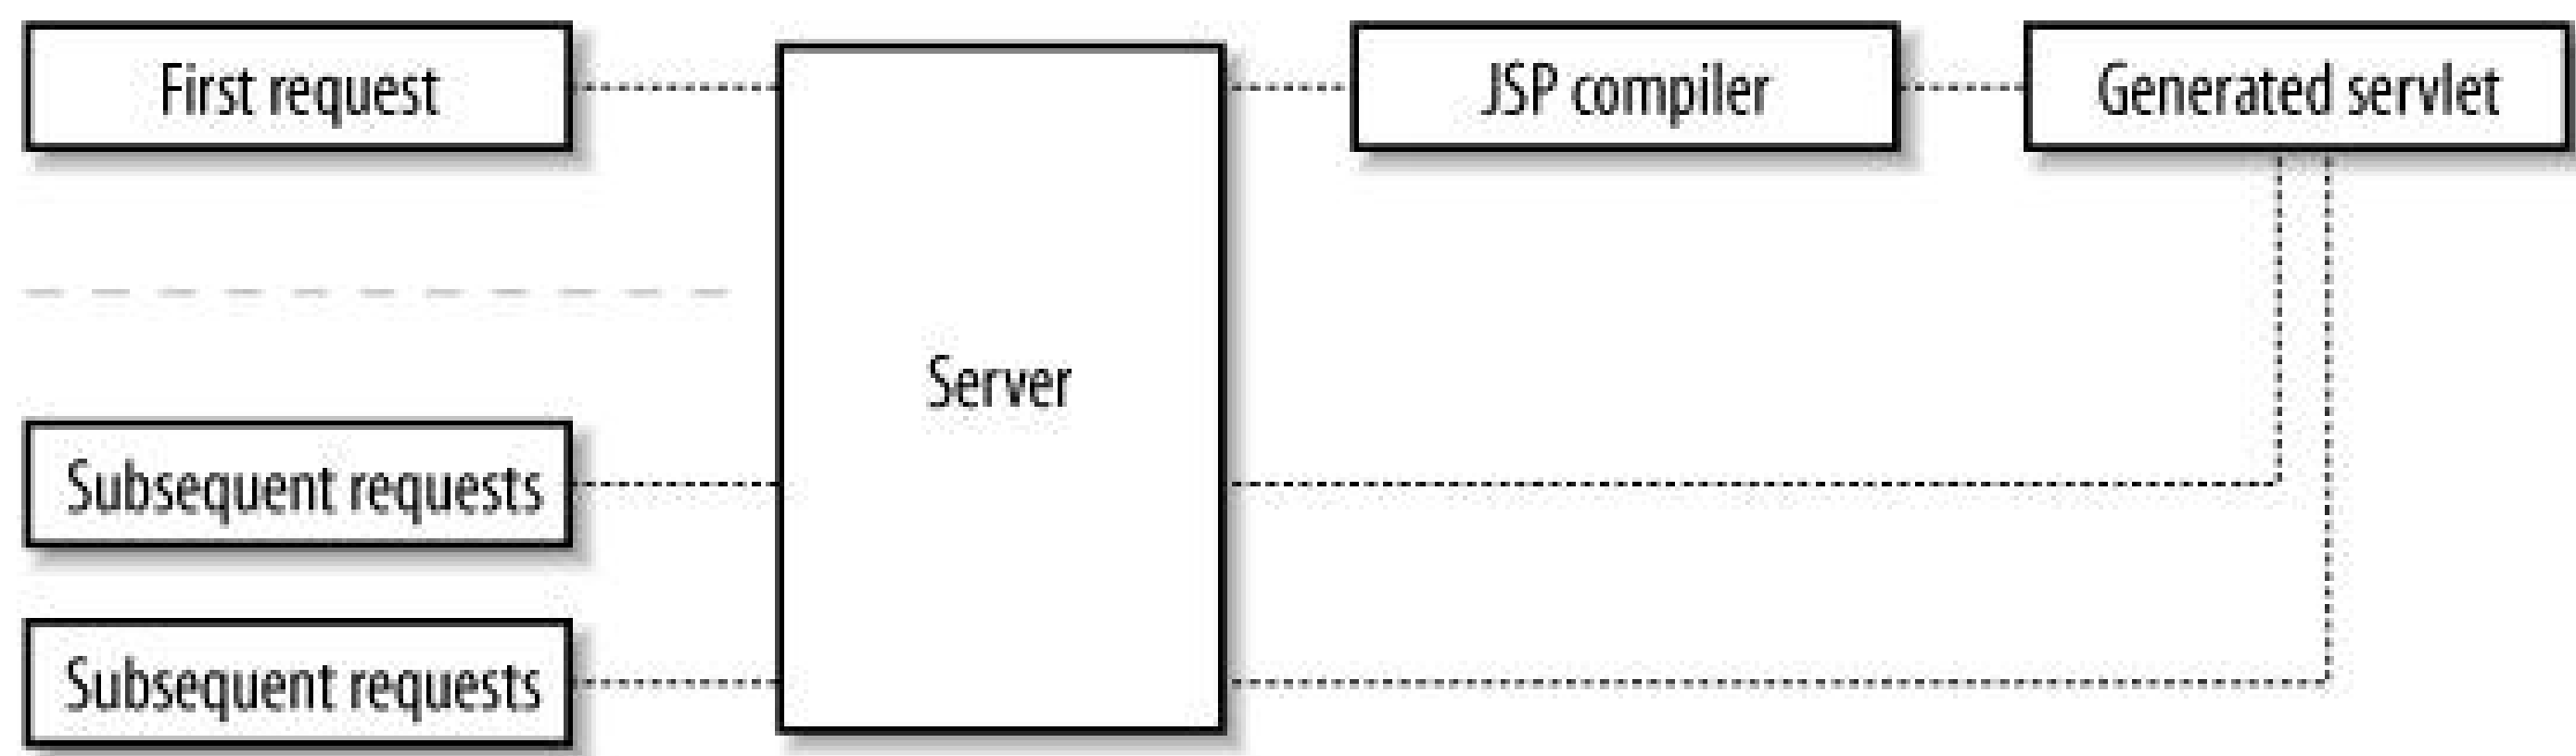 First request
JSP compiler
Generated servlet
Server
Subsequent requests
Subsequent requests